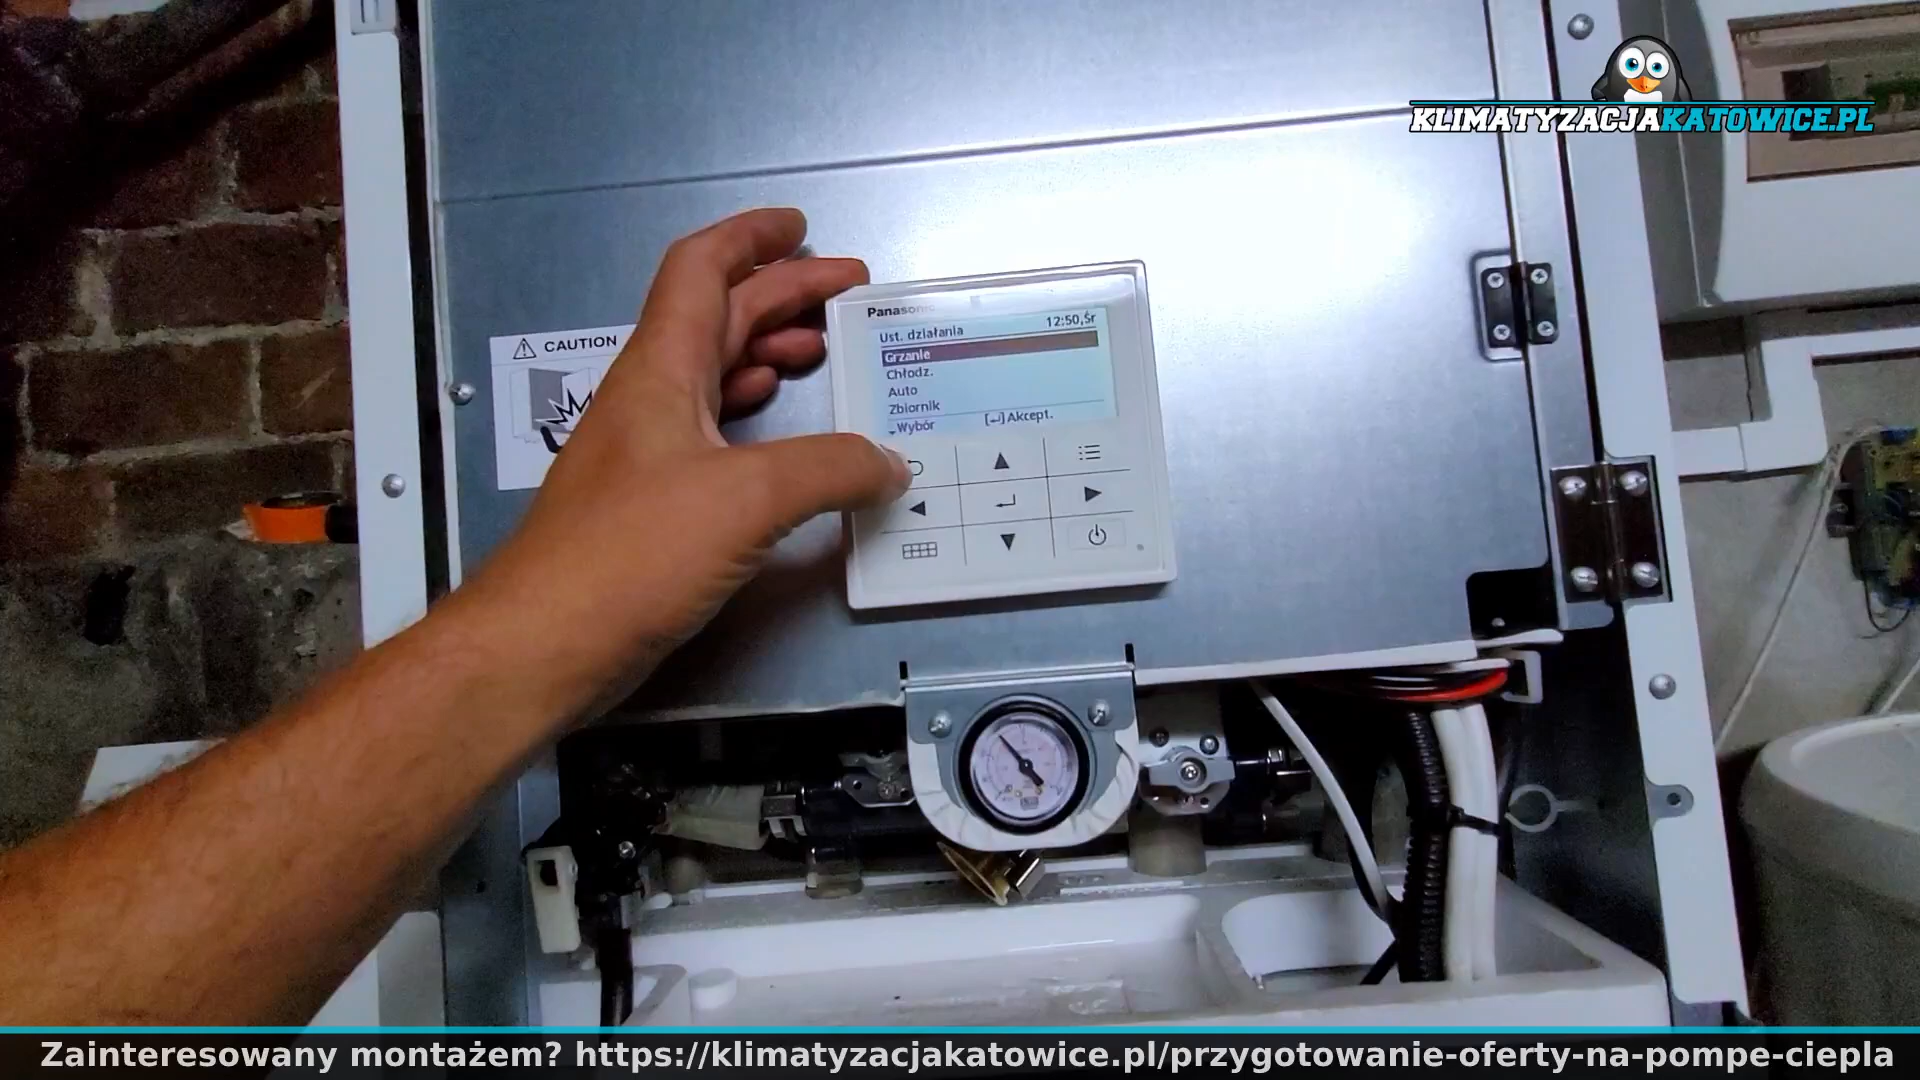 KLIMATYZACJAKATOWICE.PL
CAUTION
Panasonic
Ust. działania 12:50,Śr
Grzanie
Chłodz.
Auto
Zbiornik
Wybór [↵] Akcept.
Zainteresowany montażem? https://klimatyzacjakatowice.pl/przygotowanie-oferty-na-pompe-ciepla